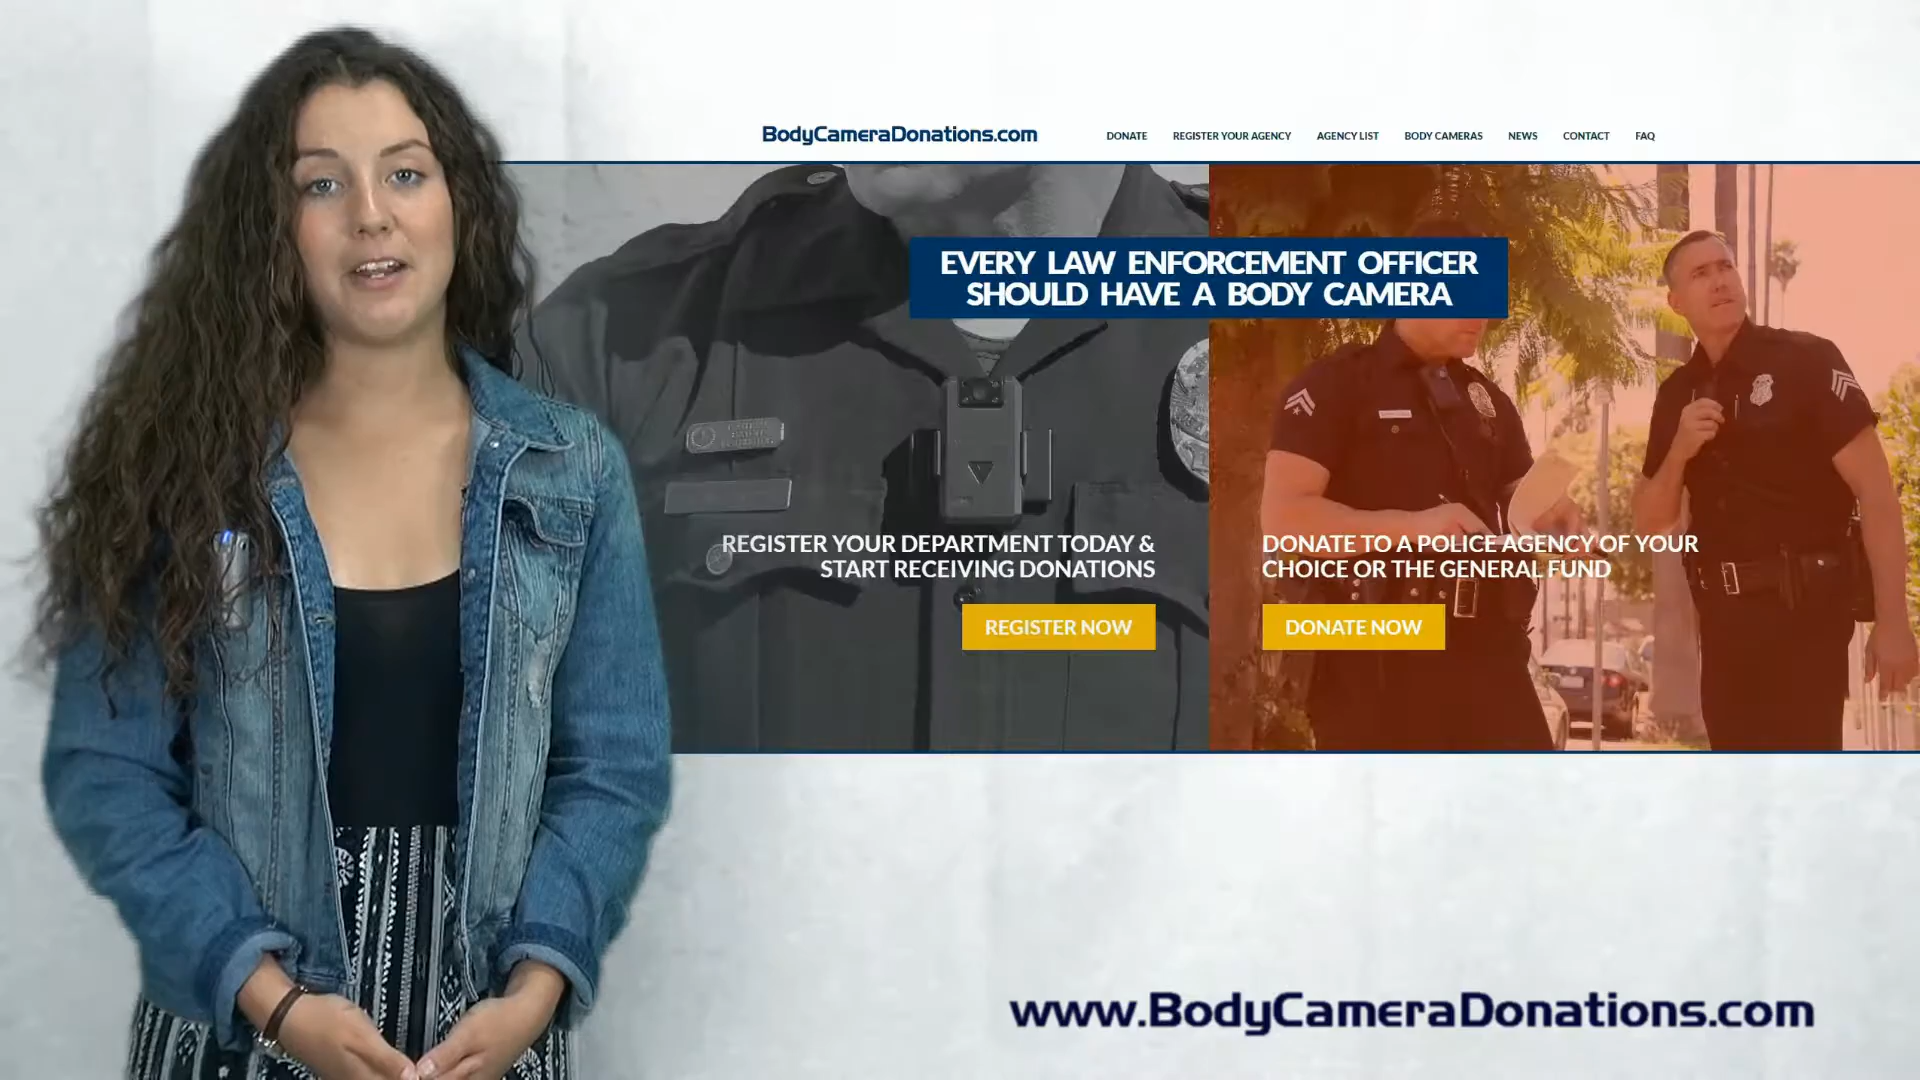 BodyCameraDonations.com
DONATE REGISTER YOUR AGENCY AGENCY LIST BODY CAMERAS NEWS CONTACT FAQ
EVERY LAW ENFORCEMENT OFFICER
SHOULD HAVE A BODY CAMERA
REGISTER YOUR DEPARTMENT TODAY &
START RECEIVING DONATIONS
REGISTER NOW
DONATE TO A POLICE AGENCY OF YOUR
CHOICE OR THE GENERAL FUND
DONATE NOW
www.BodyCameraDonations.com